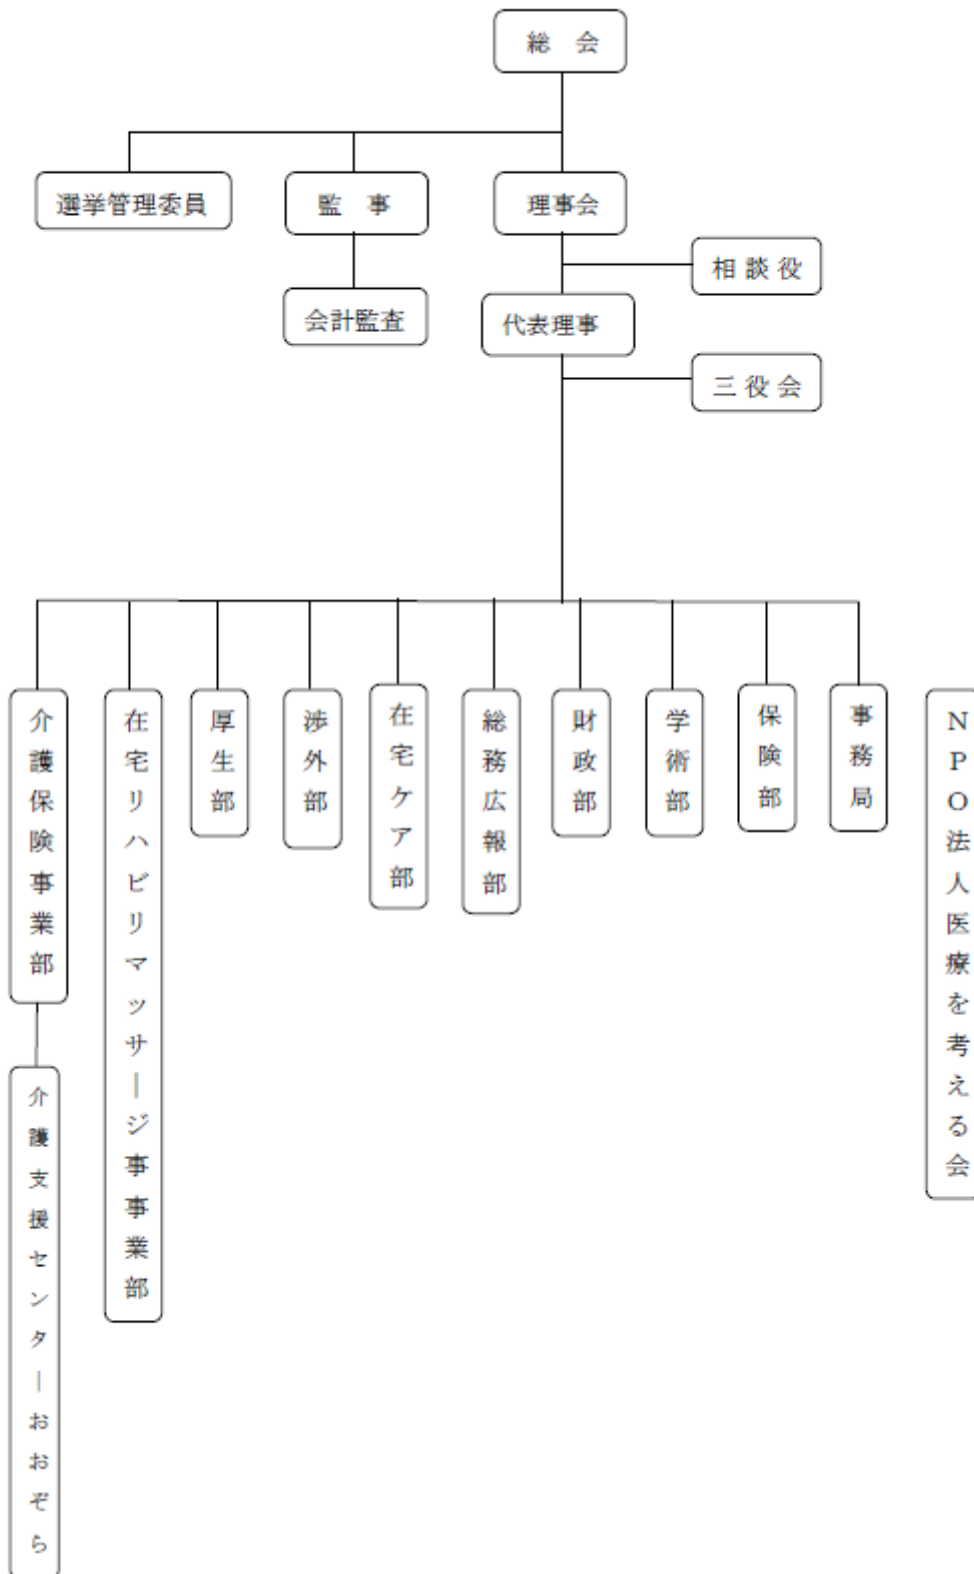 総　会
選挙管理委員
監　事
理事会
相 談 役
会計監査
代表理事
三 役 会
介護保険事業部
在宅リハビリマッサージ事事業部
厚生部
渉外部
在宅ケア部
総務広報部
財政部
学術部
保険部
事務局
NPO法人医療を考える会
介護支援センターおおぞら